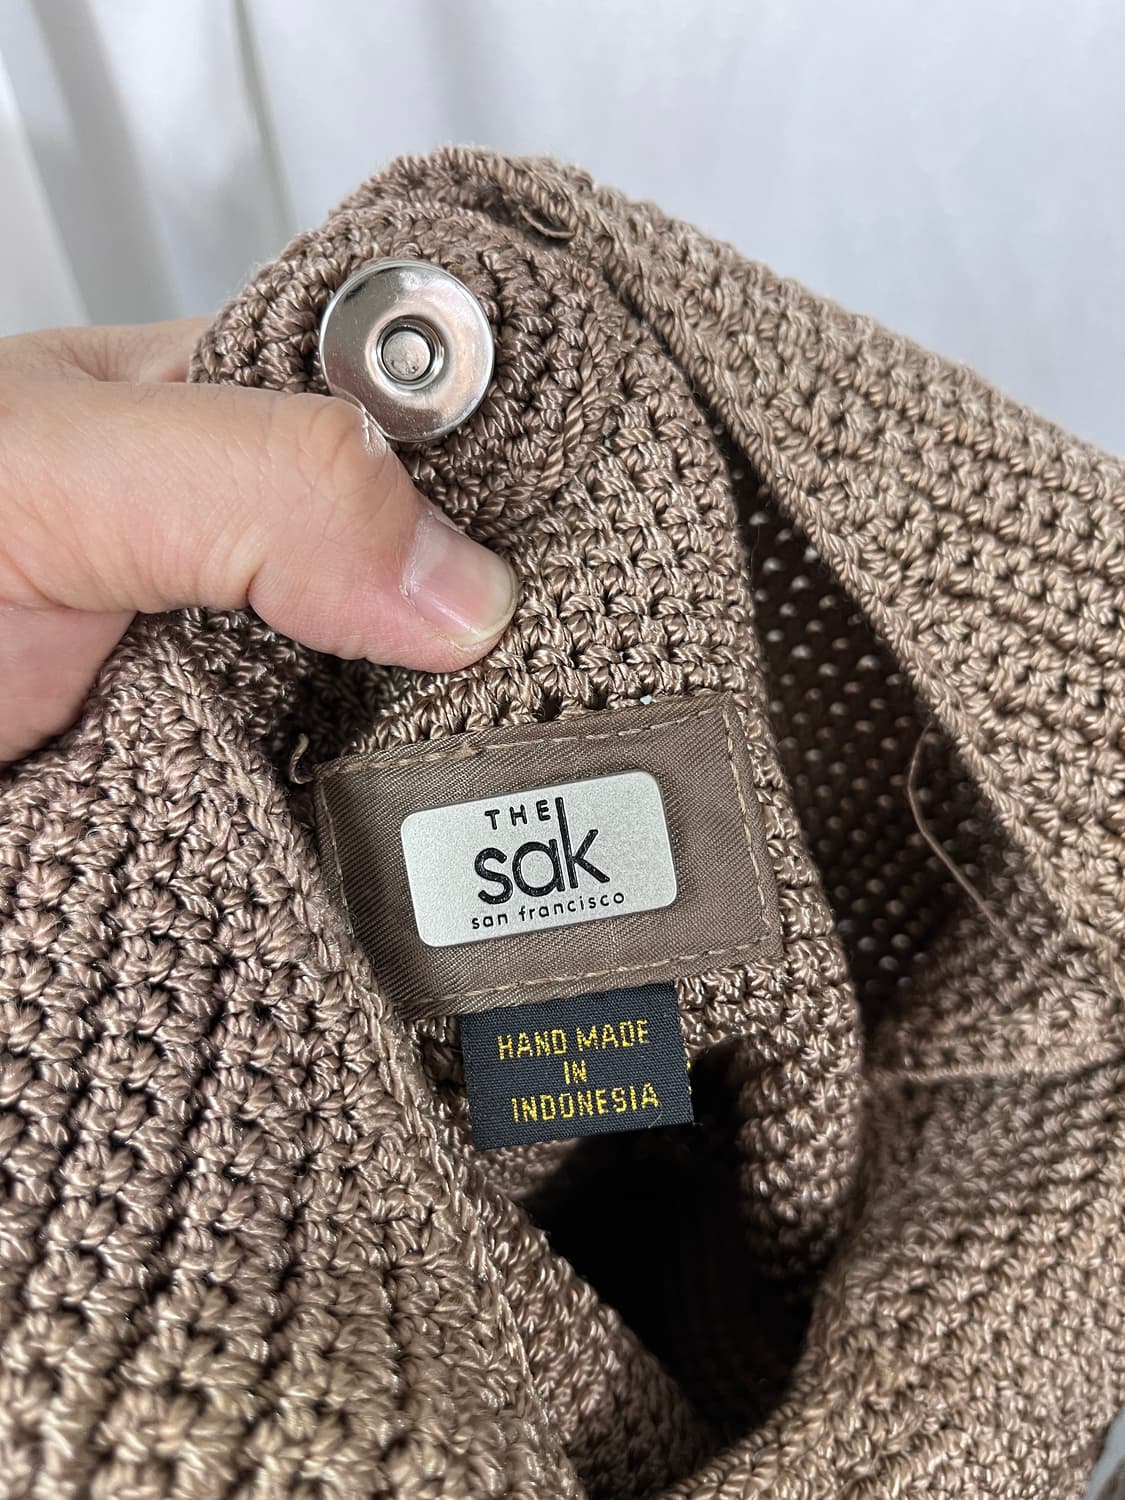 THE
sak
san francisco
HAND MADE
IN
INDONESIA